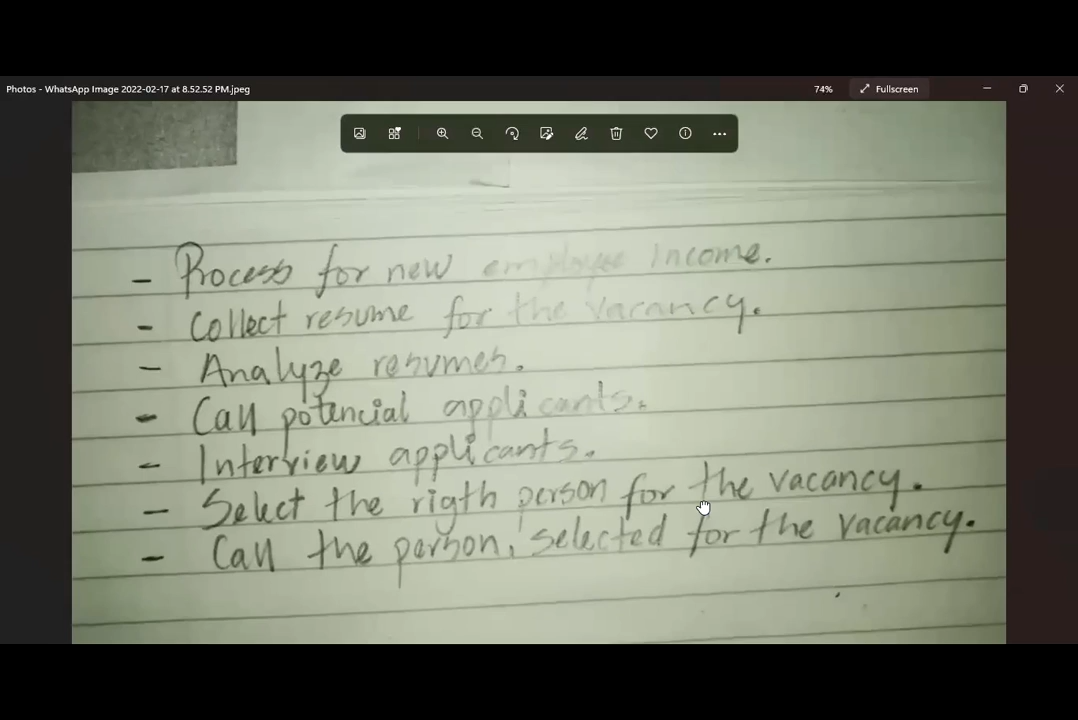 Photos - WhatsApp Image 2022-02-17 at 8.52.52 PM.jpeg 74% Fullscreen
- Process for new employee income.
- Collect resume for the vacancy.
- Analyze resumes.
- Call potencial applicants.
- Interview applicants.
- Select the rigth person for the vacancy.
- Call the person, selected for the vacancy.